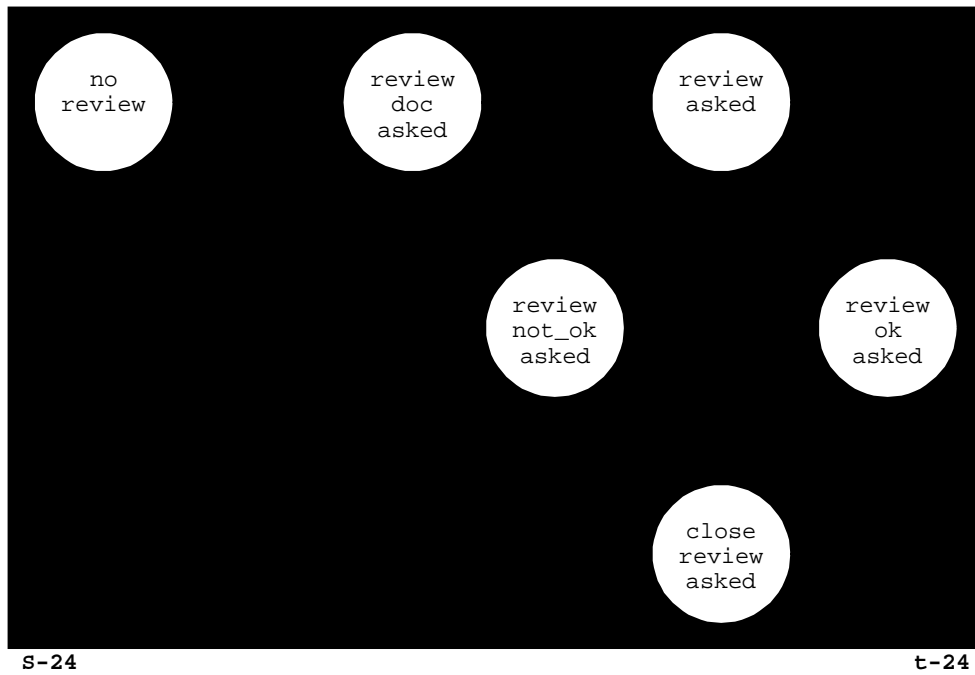 no
review
review
doc
asked
review
asked
review
not_ok
asked
review
ok
asked
close
review
asked
S-24
t-24